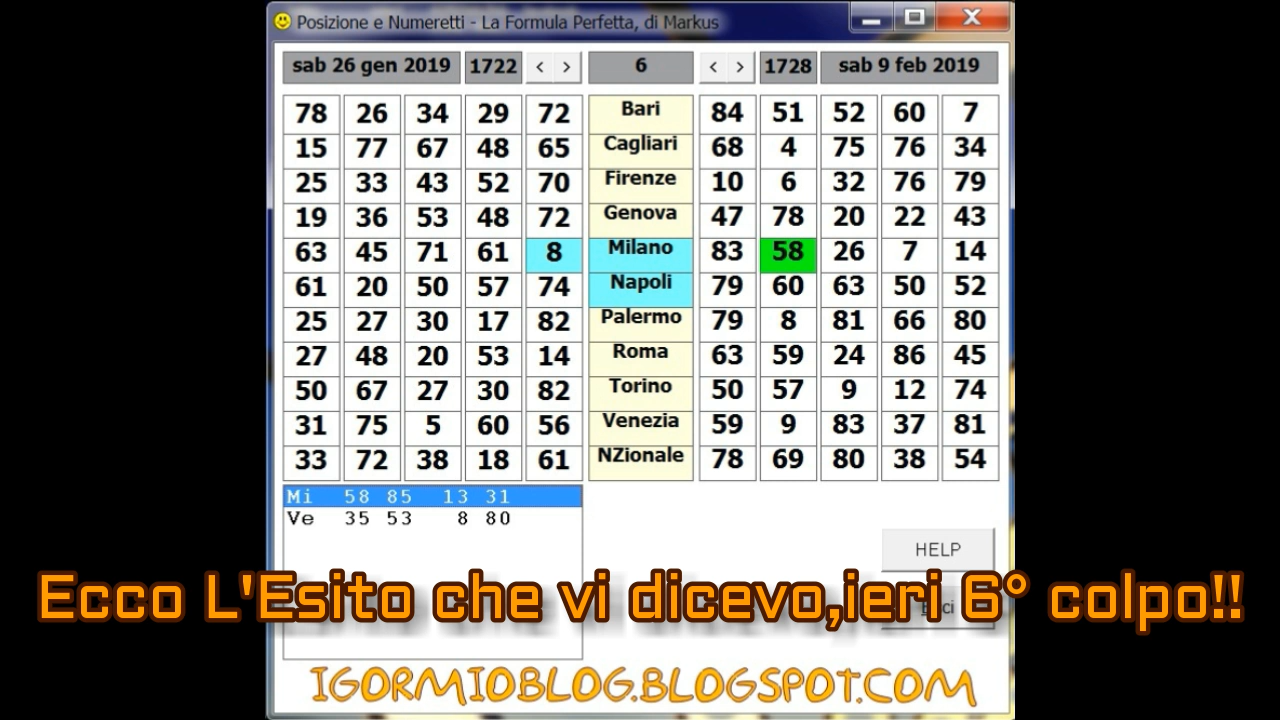 Posizione e Numeretti - La Formula Perfetta, di Markus
sab 26 gen 2019 1722 < > 6 < > 1728 sab 9 feb 2019
78 26 34 29 72 Bari 84 51 52 60 7
15 77 67 48 65 Cagliari 68 4 75 76 34
25 33 43 52 70 Firenze 10 6 32 76 79
19 36 53 48 72 Genova 47 78 20 22 43
63 45 71 61 8 Milano 83 58 26 7 14
61 20 50 57 74 Napoli 79 60 63 50 52
25 27 30 17 82 Palermo 79 8 81 66 80
27 48 20 53 14 Roma 63 59 24 86 45
50 67 27 30 82 Torino 50 57 9 12 74
31 75 5 60 56 Venezia 59 9 83 37 81
33 72 38 18 61 NZionale 78 69 80 38 54
Mi 58 85 13 31
Ve 35 53 8 80
HELP
Ecco L'Esito che vi dicevo,ieri 6° colpo!!
IGORMIOBLOG.BLOGSPOT.COM